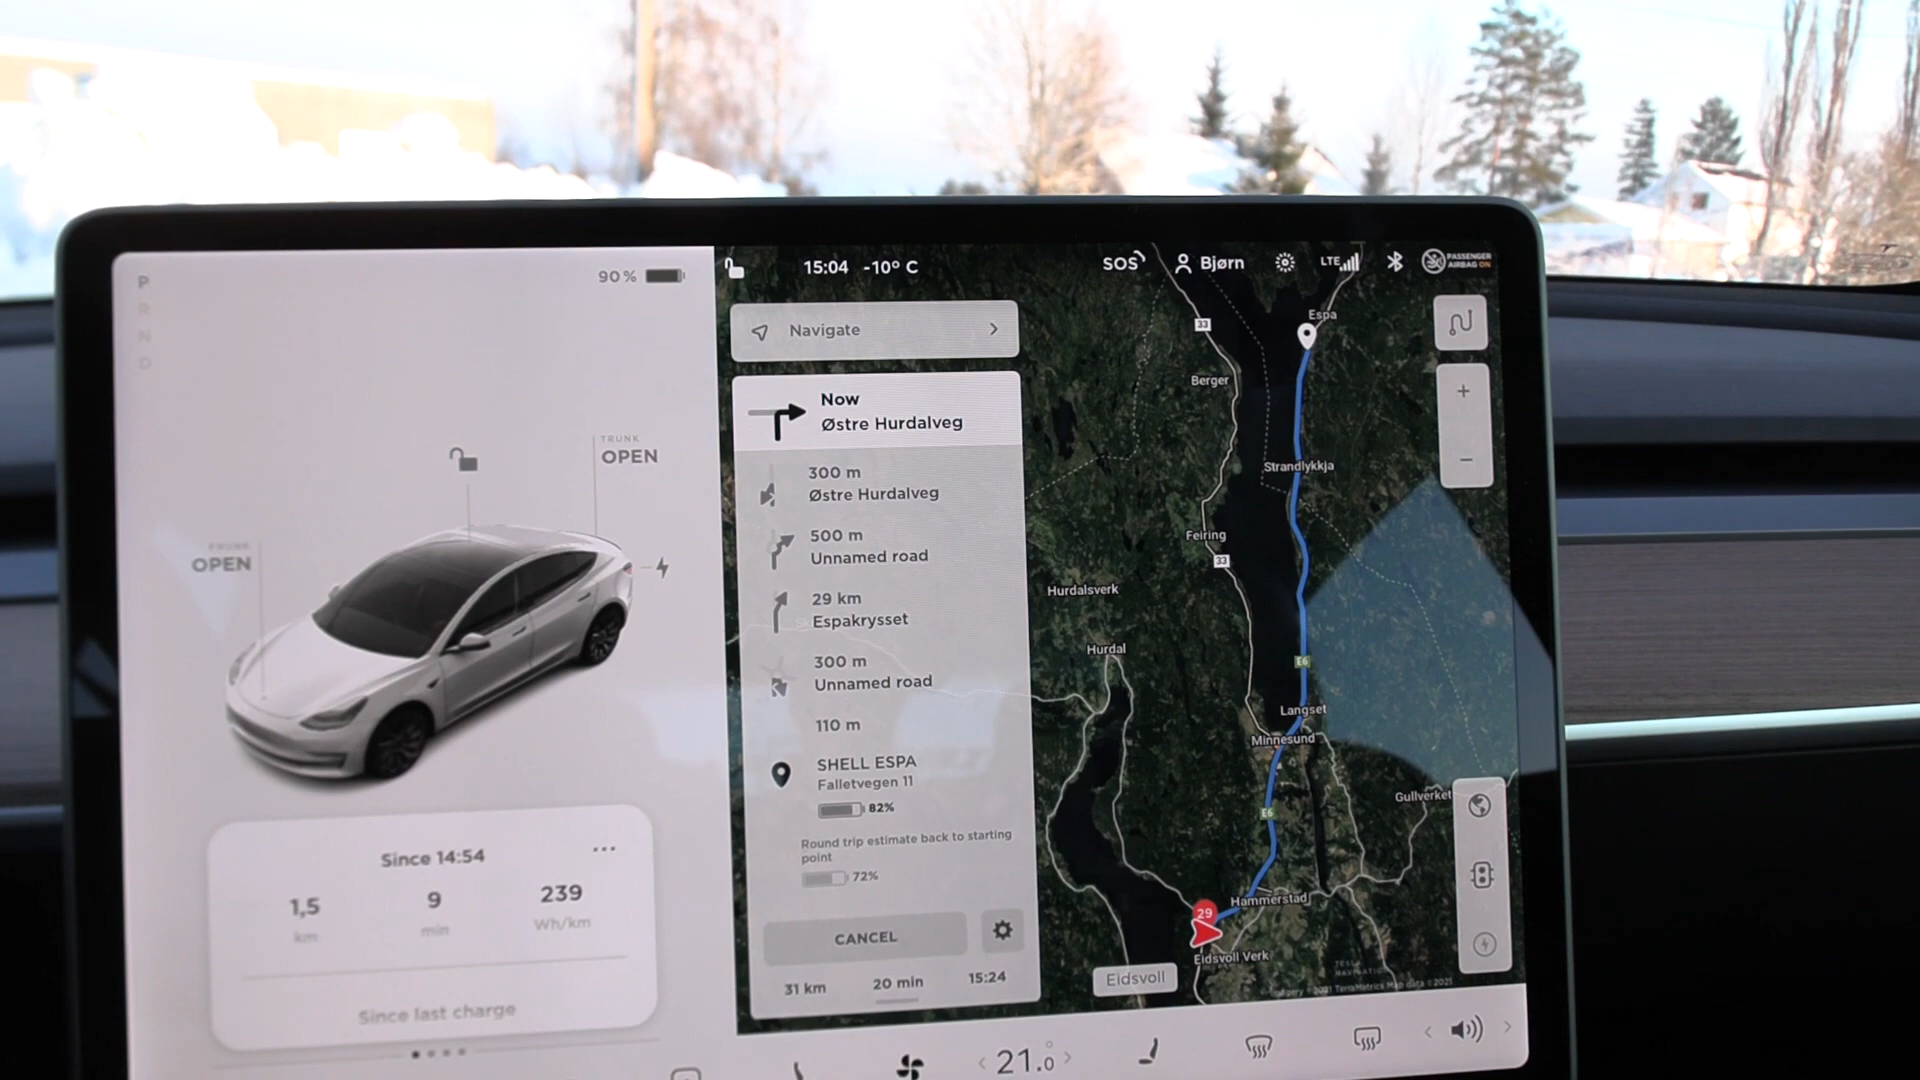 P
R
N
D
90 %
TRUNK
OPEN
FRUNK
OPEN
Since 14:54
1,5
km
9
min
239
Wh/km
Since last charge
15:04
-10° C
SOS
Bjørn
LTE
PASSENGER
AIRBAG ON
Navigate
Now
Østre Hurdalveg
300 m
Østre Hurdalveg
500 m
Unnamed road
29 km
Espakrysset
300 m
Unnamed road
110 m
SHELL ESPA
Falletvegen 11
82%
Round trip estimate back to starting
point
72%
CANCEL
31 km
20 min
15:24
Espa
33
Berger
Strandlykkja
Feiring
33
Hurdalsverk
Hurdal
E6
Langset
Minnesund
Gullverket
E6
Hammerstad
29
Eidsvoll Verk
Eidsvoll
21.0